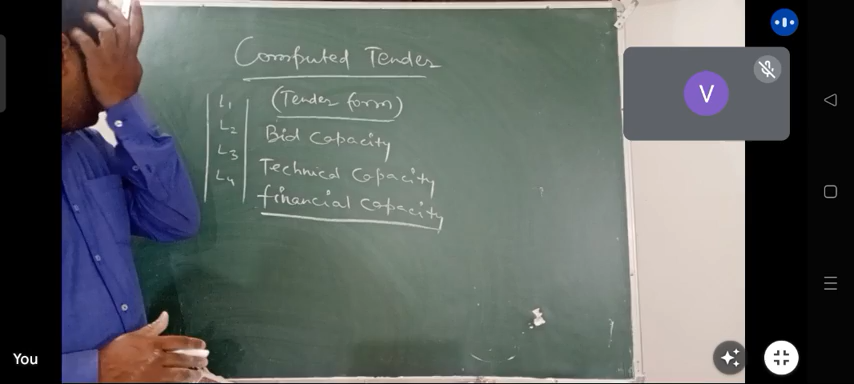 Computed Tender
L1 (Tender form)
L2 Bid Capacity
L3 Technical Capacity
L4 financial capacity
V
You